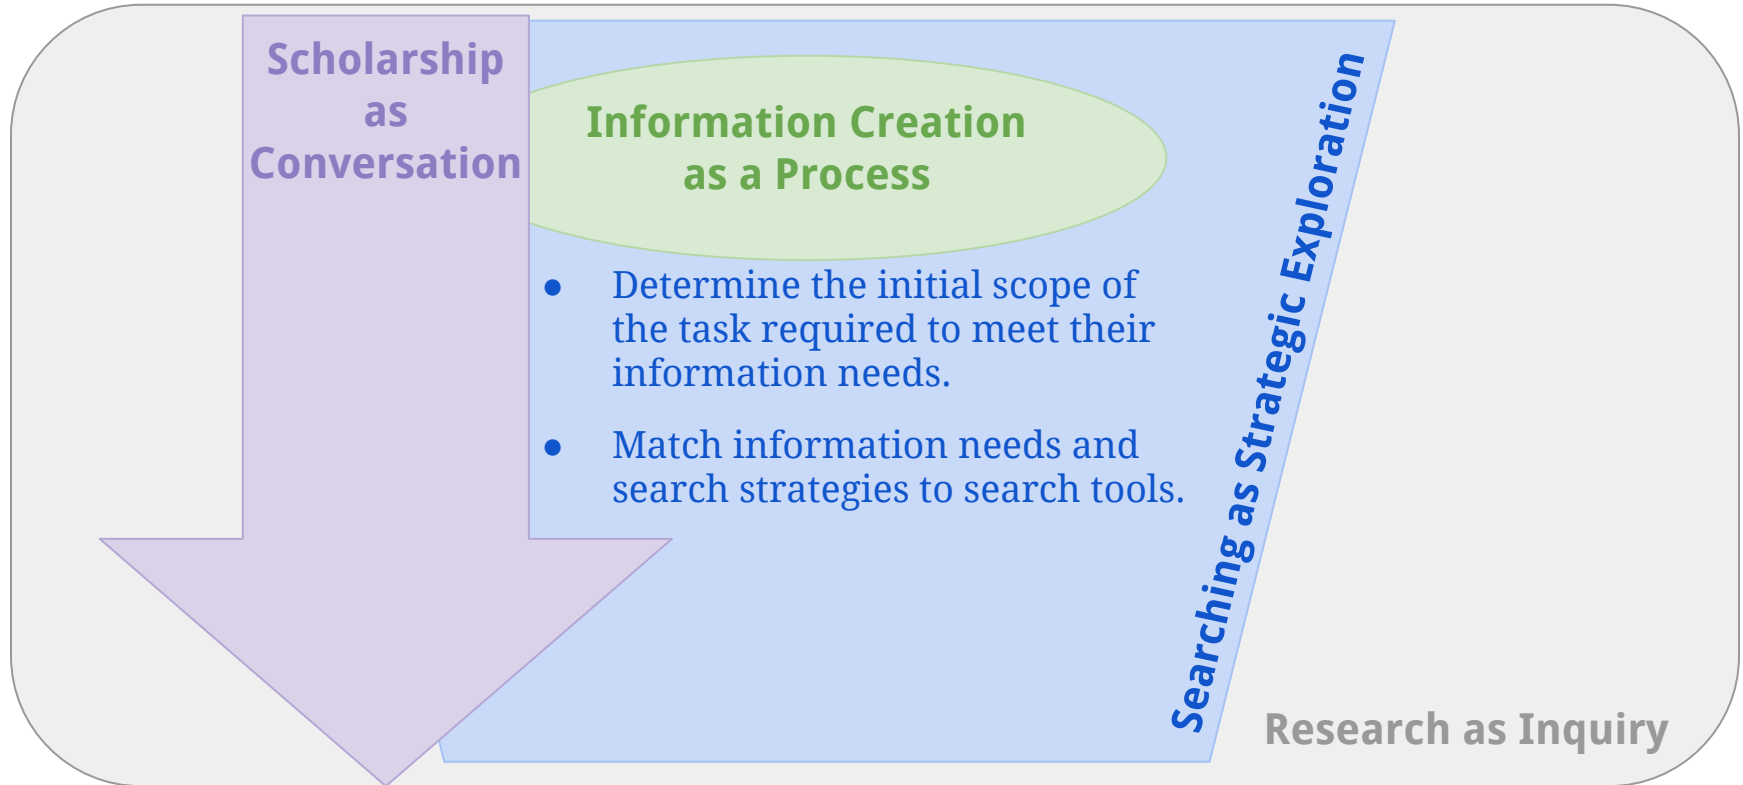 Scholarship
as
Conversation
Information Creation
as a Process
● Determine the initial scope of
the task required to meet their
information needs.
● Match information needs and
search strategies to search tools.
Searching as Strategic Exploration
Research as Inquiry